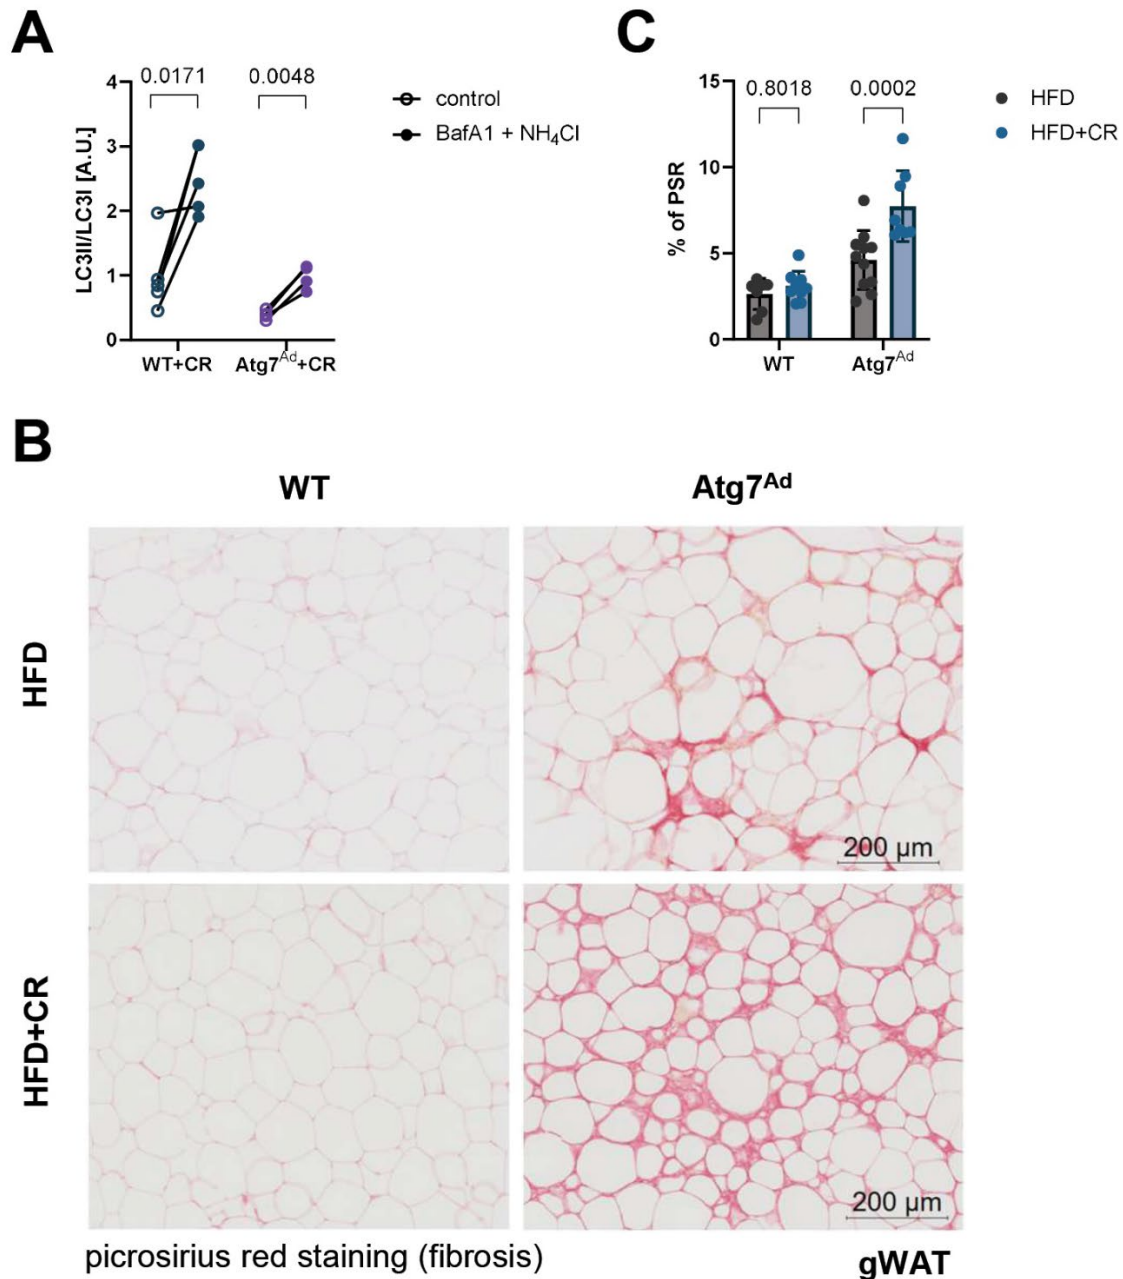 A
0.0171
0.0048
4
3
2
1
0
LC3II/LC3I [A.U.]
WT+CR
Atg7Ad+CR
control
BafA1 + NH4Cl
C
0.8018
0.0002
15
10
5
0
% of PSR
WT
Atg7Ad
HFD
HFD+CR
B
WT
Atg7Ad
HFD
200 µm
HFD+CR
200 µm
picrosirius red staining (fibrosis)
gWAT